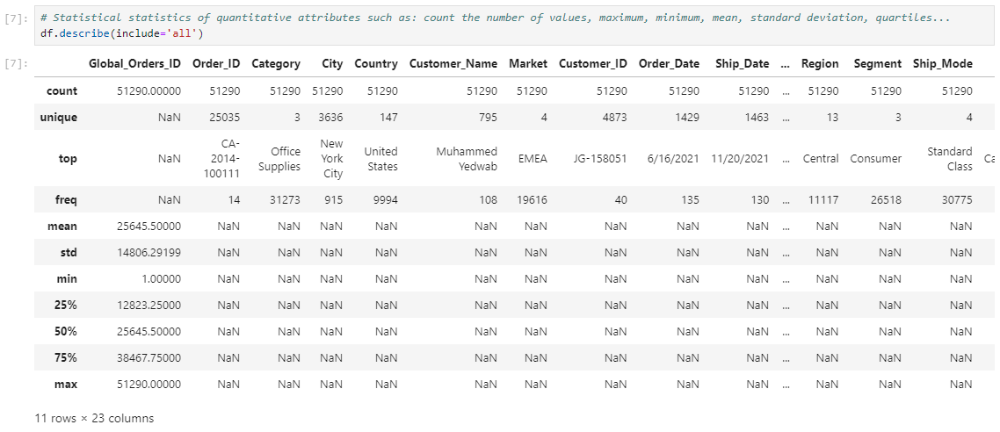 [7]: # Statistical statistics of quantitative attributes such as: count the number of values, maximum, minimum, mean, standard deviation, quartiles...
df.describe(include='all')
[7]: Global_Orders_ID Order_ID Category City Country Customer_Name Market Customer_ID Order_Date Ship_Date ... Region Segment Ship_Mode
count 51290.00000 51290 51290 51290 51290 51290 51290 51290 51290 51290 ... 51290 51290 51290
unique NaN 25035 3 3636 147 795 4 4873 1429 1463 ... 13 3 4
top NaN CA-2014-100111 Office Supplies New York City United States Muhammed Yedwab EMEA JG-158051 6/16/2021 11/20/2021 ... Central Consumer Standard Class Ca
freq NaN 14 31273 915 9994 108 19616 40 135 130 ... 11117 26518 30775
mean 25645.50000 NaN NaN NaN NaN NaN NaN NaN NaN NaN ... NaN NaN NaN
std 14806.29199 NaN NaN NaN NaN NaN NaN NaN NaN NaN ... NaN NaN NaN
min 1.00000 NaN NaN NaN NaN NaN NaN NaN NaN NaN ... NaN NaN NaN
25% 12823.25000 NaN NaN NaN NaN NaN NaN NaN NaN NaN ... NaN NaN NaN
50% 25645.50000 NaN NaN NaN NaN NaN NaN NaN NaN NaN ... NaN NaN NaN
75% 38467.75000 NaN NaN NaN NaN NaN NaN NaN NaN NaN ... NaN NaN NaN
max 51290.00000 NaN NaN NaN NaN NaN NaN NaN NaN NaN ... NaN NaN NaN
11 rows × 23 columns